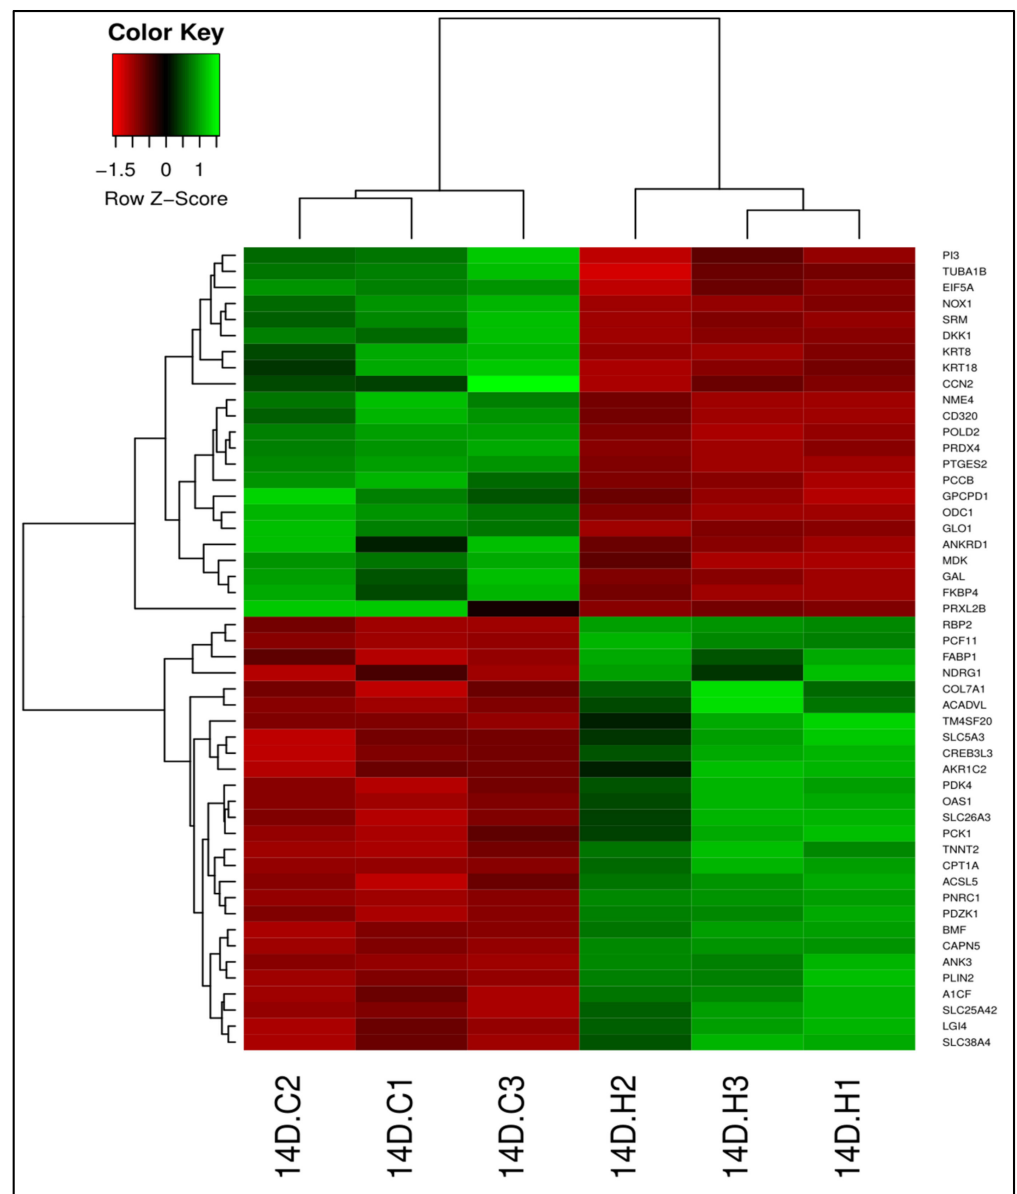 Color Key
−1.5 0 1
Row Z−Score
PI3
TUBA1B
EIF5A
NOX1
SRM
DKK1
KRT8
KRT18
CCN2
NME4
CD320
POLD2
PRDX4
PTGES2
PCCB
GPCPD1
ODC1
GLO1
ANKRD1
MDK
GAL
FKBP4
PRXL2B
RBP2
PCF11
FABP1
NDRG1
COL7A1
ACADVL
TM4SF20
SLC5A3
CREB3L3
AKR1C2
PDK4
OAS1
SLC26A3
PCK1
TNNT2
CPT1A
ACSL5
PNRC1
PDZK1
BMF
CAPN5
ANK3
PLIN2
A1CF
SLC25A42
LGI4
SLC38A4
14D.C2
14D.C1
14D.C3
14D.H2
14D.H3
14D.H1